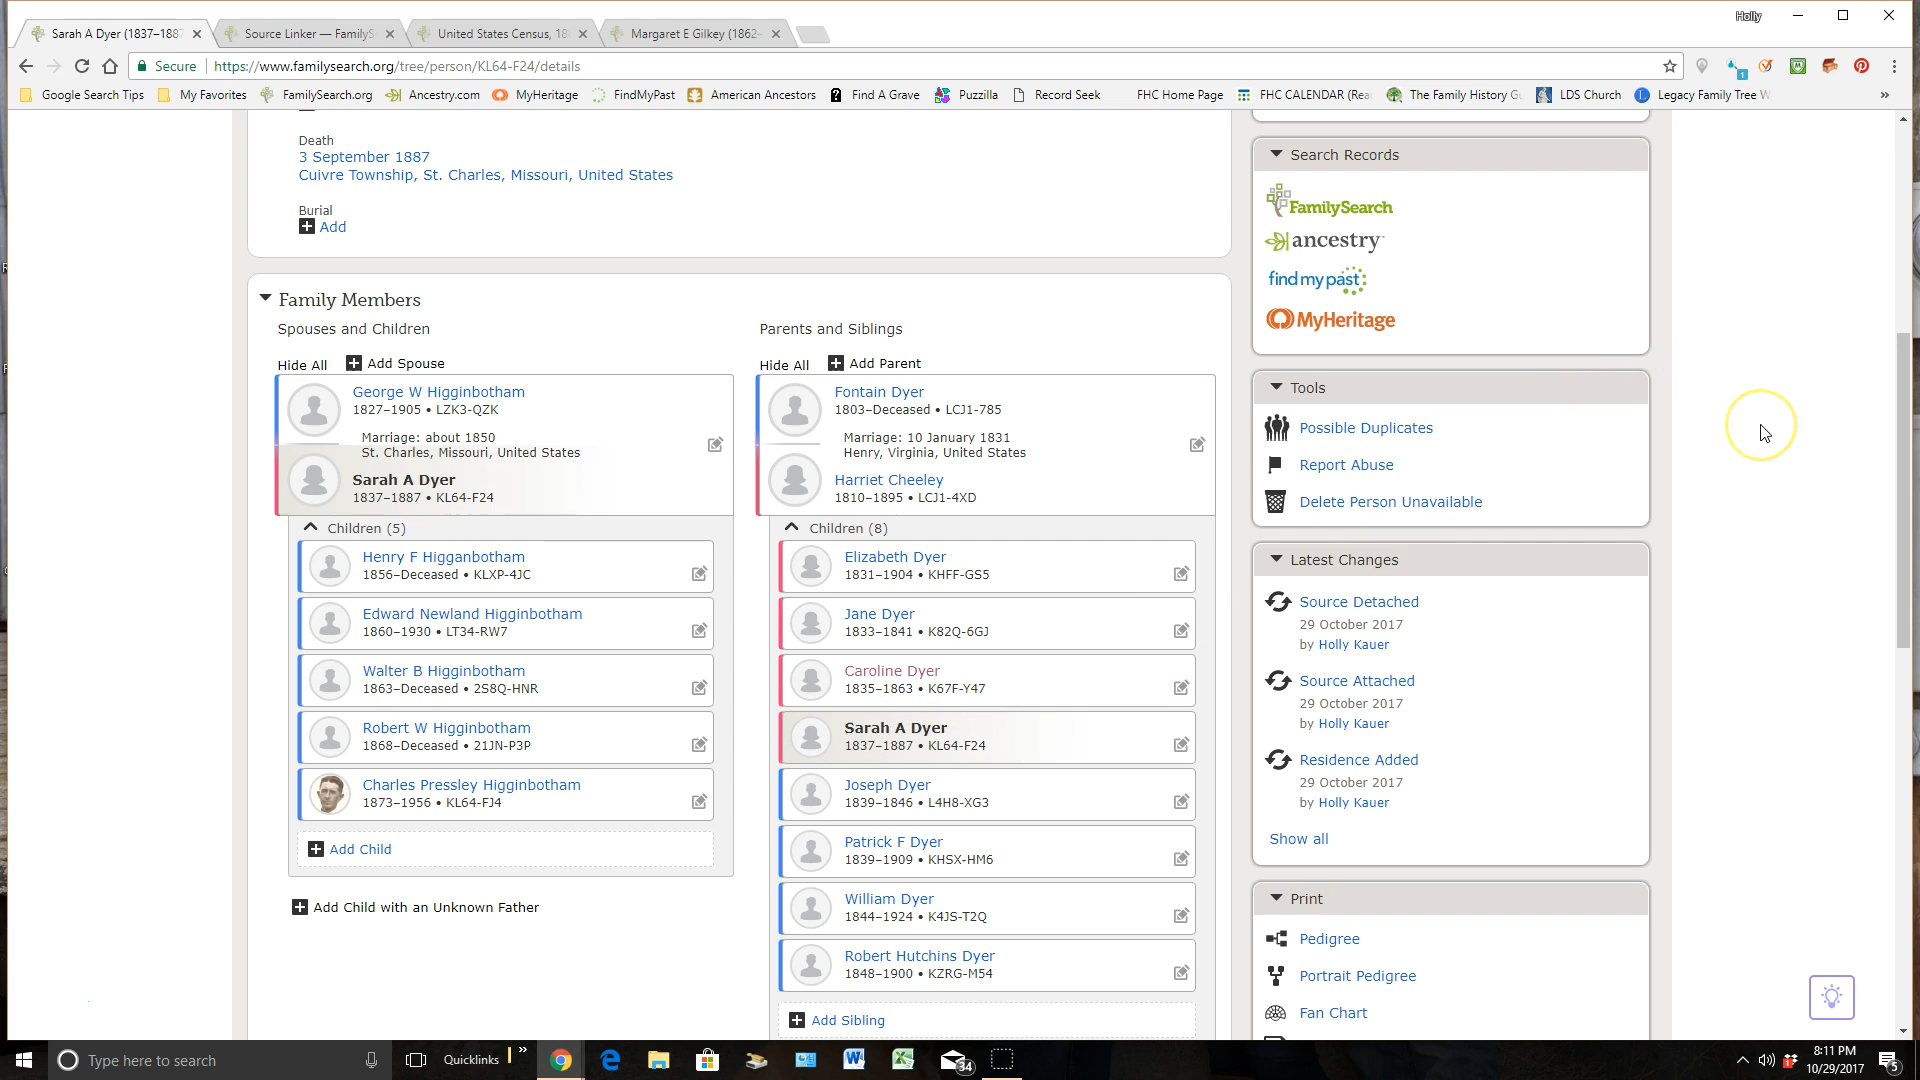 Holly
Sarah A Dyer (1837–1887
Source Linker — FamilyS
United States Census, 18
Margaret E Gilkey (1862–
Secure
https://www.familysearch.org/tree/person/KL64-F24/details
Google Search Tips
My Favorites
FamilySearch.org
Ancestry.com
MyHeritage
FindMyPast
American Ancestors
Find A Grave
Puzzilla
Record Seek
FHC Home Page
FHC CALENDAR (Rea
The Family History Gu
LDS Church
Legacy Family Tree W
Death
3 September 1887
Cuivre Township, St. Charles, Missouri, United States
Burial
Add
Family Members
Spouses and Children
Hide All
Add Spouse
George W Higginbotham
1827–1905 • LZK3-QZK
Marriage: about 1850
St. Charles, Missouri, United States
Sarah A Dyer
1837–1887 • KL64-F24
Children (5)
Henry F Higganbotham
1856–Deceased • KLXP-4JC
Edward Newland Higginbotham
1860–1930 • LT34-RW7
Walter B Higginbotham
1863–Deceased • 2S8Q-HNR
Robert W Higginbotham
1868–Deceased • 21JN-P3P
Charles Pressley Higginbotham
1873–1956 • KL64-FJ4
Add Child
Add Child with an Unknown Father
Parents and Siblings
Hide All
Add Parent
Fontain Dyer
1803–Deceased • LCJ1-785
Marriage: 10 January 1831
Henry, Virginia, United States
Harriet Cheeley
1810–1895 • LCJ1-4XD
Children (8)
Elizabeth Dyer
1831–1904 • KHFF-GS5
Jane Dyer
1833–1841 • K82Q-6GJ
Caroline Dyer
1835–1863 • K67F-Y47
Sarah A Dyer
1837–1887 • KL64-F24
Joseph Dyer
1839–1846 • L4H8-XG3
Patrick F Dyer
1839–1909 • KHSX-HM6
William Dyer
1844–1924 • K4JS-T2Q
Robert Hutchins Dyer
1848–1900 • KZRG-M54
Add Sibling
Search Records
FamilySearch
ancestry
findmypast
MyHeritage
Tools
Possible Duplicates
Report Abuse
Delete Person Unavailable
Latest Changes
Source Detached
29 October 2017
by Holly Kauer
Source Attached
29 October 2017
by Holly Kauer
Residence Added
29 October 2017
by Holly Kauer
Show all
Print
Pedigree
Portrait Pedigree
Fan Chart
Type here to search
Quicklinks
34
8:11 PM
10/29/2017
5